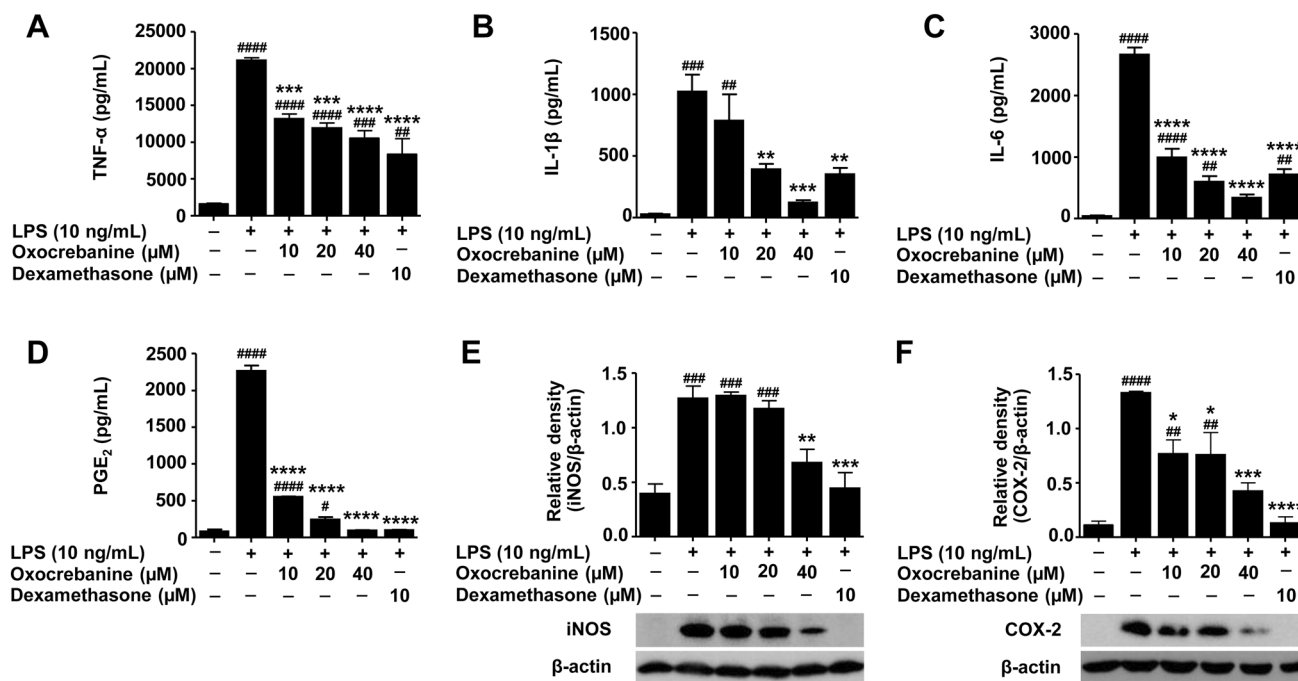 A
TNF-α (pg/mL)
25000
20000
15000
10000
5000
0
####
***
####
***
####
****
###
****
##
LPS (10 ng/mL) – + + + + +
Oxocrebanine (μM) – – 10 20 40 –
Dexamethasone (μM) – – – – – 10
B
IL-1β (pg/mL)
1500
1000
500
0
###
##
**
***
**
LPS (10 ng/mL) – + + + + +
Oxocrebanine (μM) – – 10 20 40 –
Dexamethasone (μM) – – – – – 10
C
IL-6 (pg/mL)
3000
2000
1000
0
####
****
####
****
##
****
****
##
LPS (10 ng/mL) – + + + + +
Oxocrebanine (μM) – – 10 20 40 –
Dexamethasone (μM) – – – – – 10
D
PGE2 (pg/mL)
2500
2000
1500
1000
500
0
####
****
####
****
#
****
****
LPS (10 ng/mL) – + + + + +
Oxocrebanine (μM) – – 10 20 40 –
Dexamethasone (μM) – – – – – 10
E
Relative density
(iNOS/β-actin)
1.5
1.0
0.5
0.0
###
###
###
**
***
LPS (10 ng/mL) – + + + + +
Oxocrebanine (μM) – – 10 20 40 –
Dexamethasone (μM) – – – – – 10
iNOS
β-actin
F
Relative density
(COX-2/β-actin)
1.5
1.0
0.5
0.0
####
*
##
*
##
***
****
LPS (10 ng/mL) – + + + + +
Oxocrebanine (μM) – – 10 20 40 –
Dexamethasone (μM) – – – – – 10
COX-2
β-actin